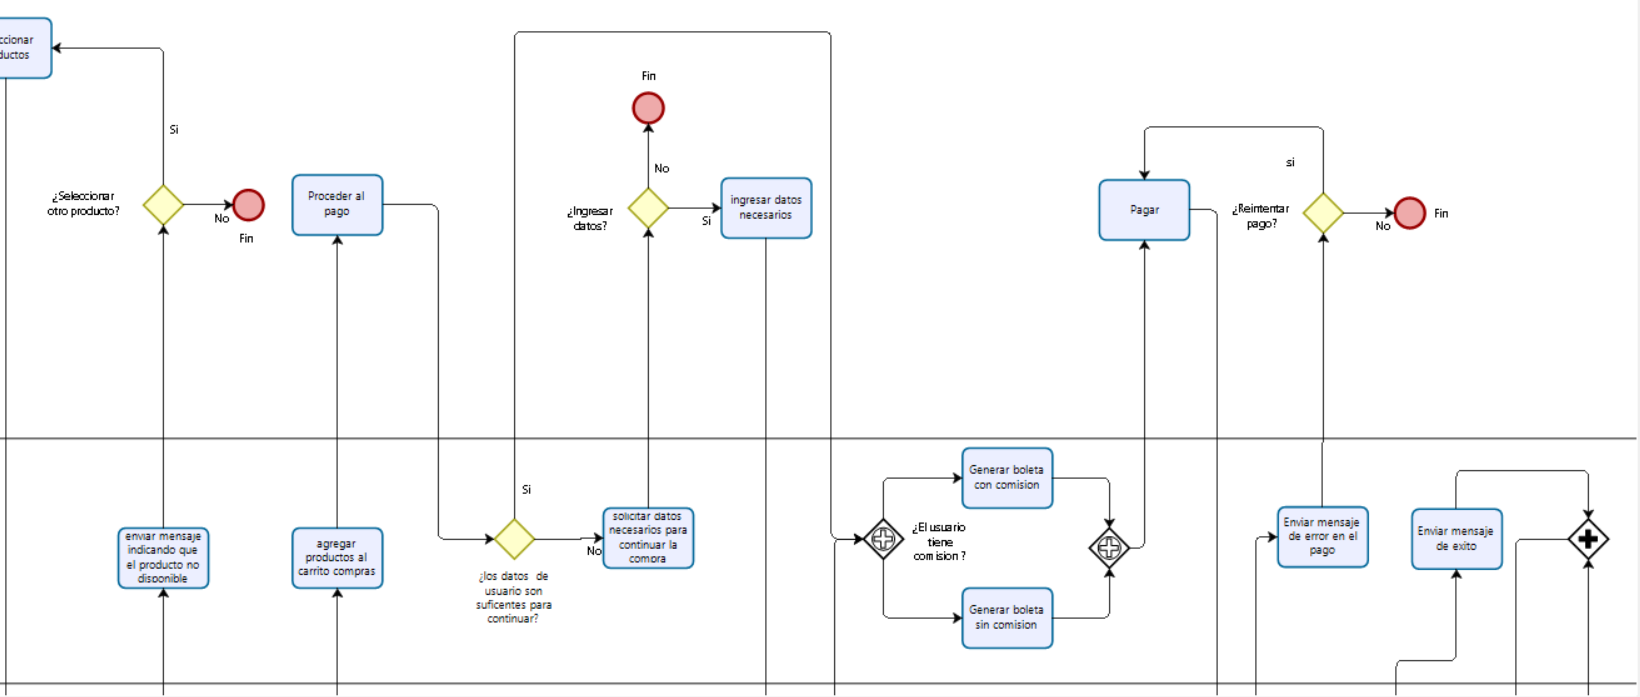 ccionar
ductos
Si
¿Seleccionar
otro producto?
No
Fin
Proceder al
pago
Fin
No
¿Ingresar
datos?
Si
ingresar datos
necesarios
Pagar
si
¿Reintentar
pago?
No
Fin
enviar mensaje
indicando que
el producto no
disponible
agregar
productos al
carrito compras
Si
¿los datos de
usuario son
suficentes para
continuar?
No
solicitar datos
necesarios para
continuar la
comora
¿El usuario
tiene
comision ?
Generar boleta
con comision
Generar boleta
sin comision
Enviar mensaje
de error en el
pago
Enviar mensaje
de exito